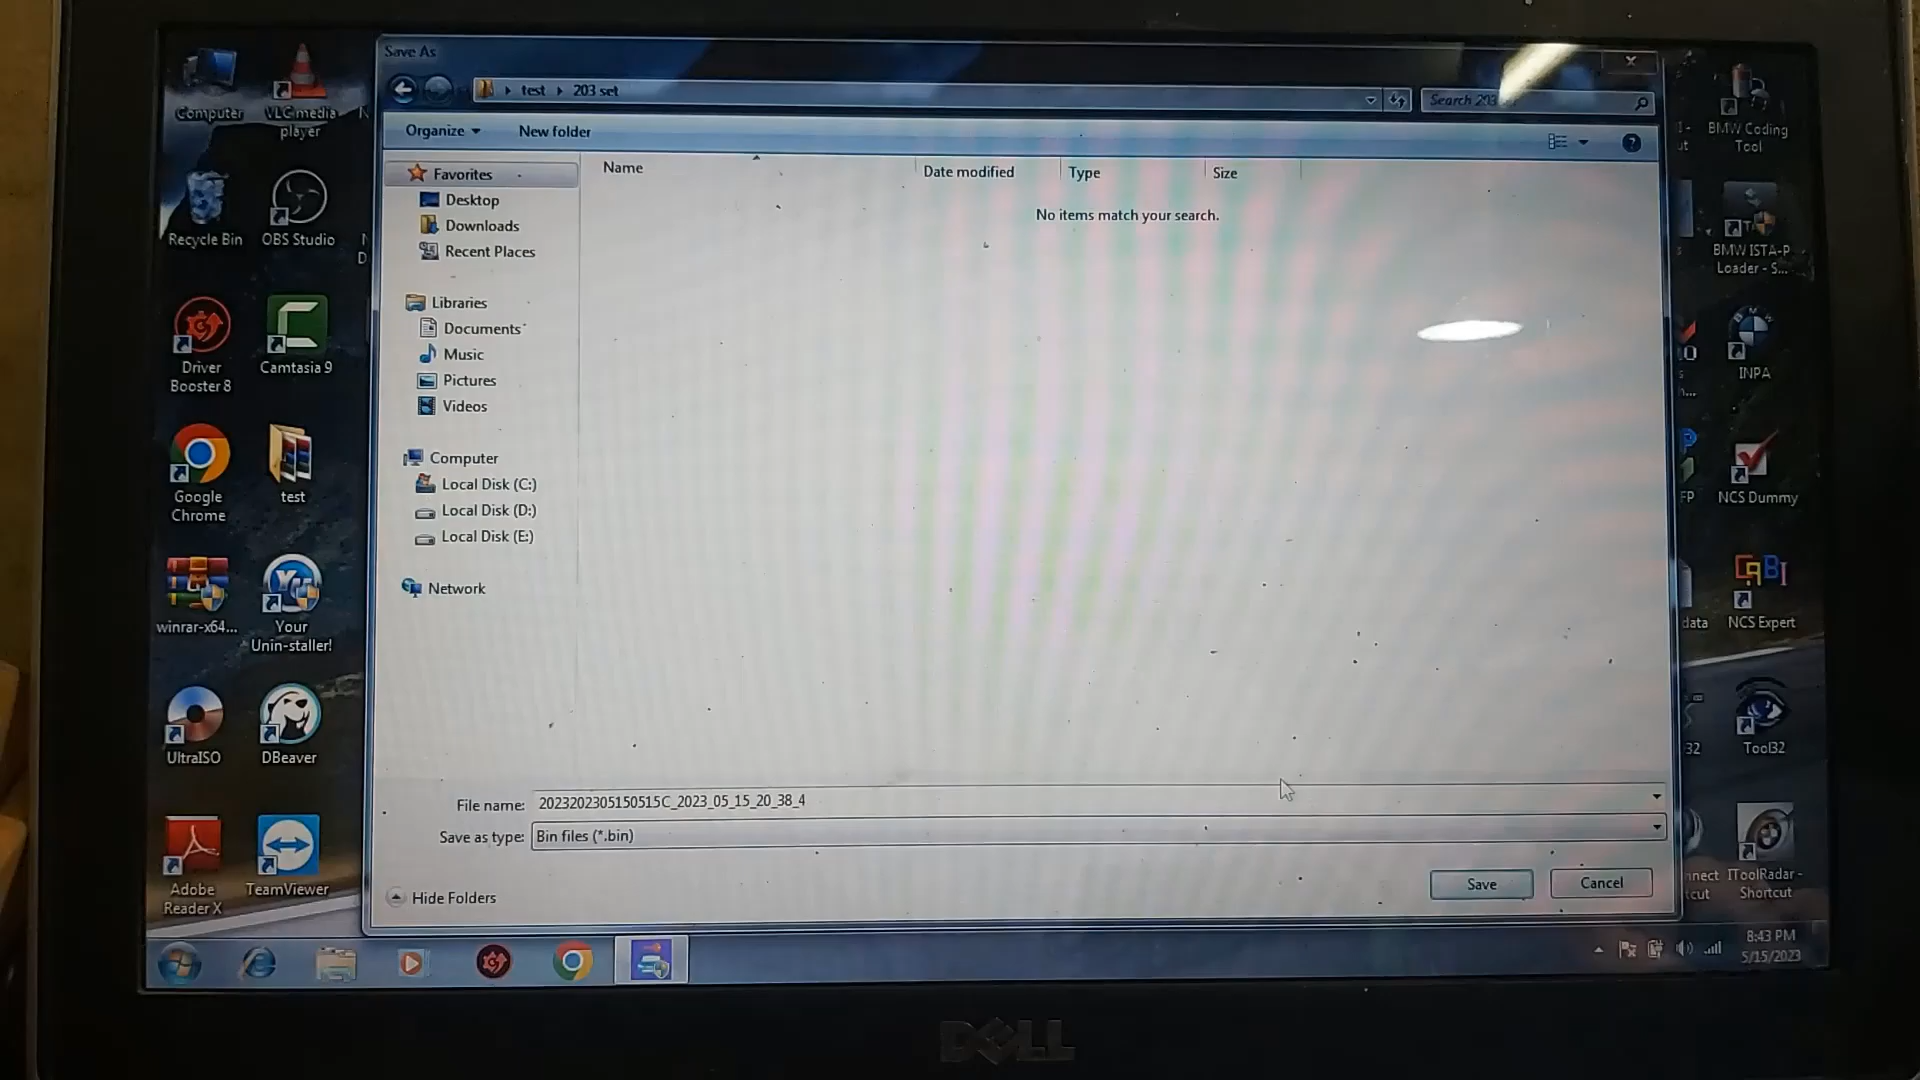 Save As
test
203 set
Search 203
Organize
New folder
Name
Date modified
Type
Size
No items match your search.
Favorites
Desktop
Downloads
Recent Places
Libraries
Documents
Music
Pictures
Videos
Computer
Local Disk (C:)
Local Disk (D:)
Local Disk (E:)
Network
File name:
2023202305150515C_2023_05_15_20_38_4
Save as type:
Bin files (*.bin)
Hide Folders
Save
Cancel
Computer
VLC media
player
Recycle Bin
OBS Studio
Driver
Booster 8
Camtasia 9
Google
Chrome
test
winrar-x64...
Your
Unin-staller!
UltraISO
DBeaver
Adobe
Reader X
TeamViewer
BMW Coding
Tool
BMW ISTA-P
Loader - S...
INPA
NCS Dummy
FP
data
NCS Expert
32
Tool32
nnect
tcut
IToolRadar -
Shortcut
8:43 PM
5/15/2023
DELL